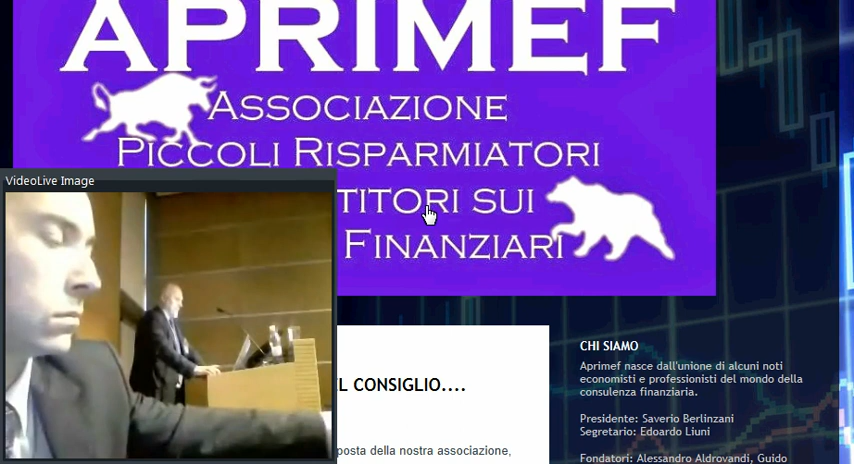 APRIMEF
ASSOCIAZIONE
PICCOLI RISPARMIATORI
TITORI SUI
FINANZIARI
VideoLive Image
L CONSIGLIO....
posta della nostra associazione,
CHI SIAMO
Aprimef nasce dall'unione di alcuni noti
economisti e professionisti del mondo della
consulenza finanziaria.
Presidente: Saverio Berlinzani
Segretario: Edoardo Liuni
Fondatori: Alessandro Aldrovandi, Guido